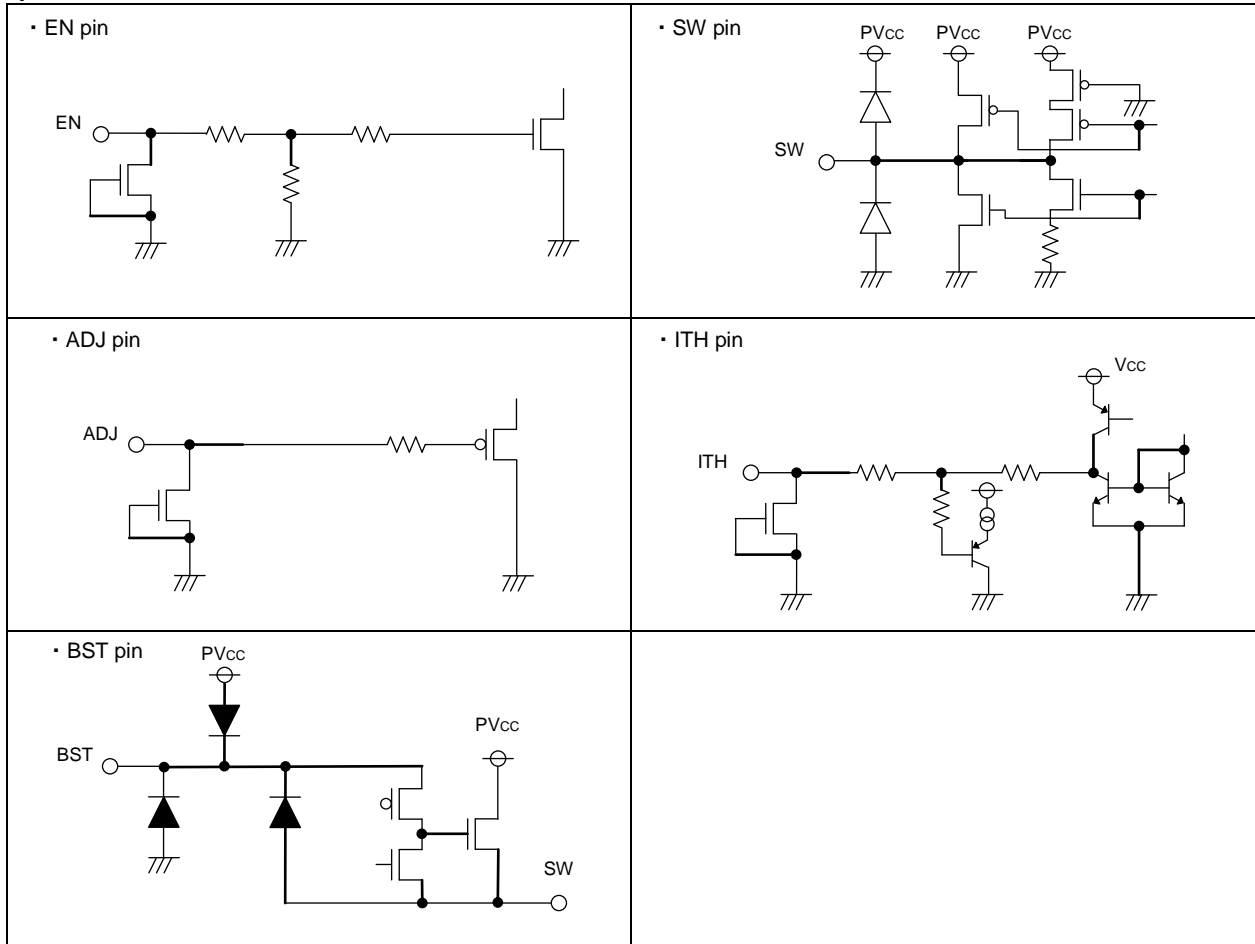 ・EN pin
EN
・SW pin
PVcc PVcc PVcc
SW
・ADJ pin
ADJ
・ITH pin
Vcc
ITH
・BST pin
PVcc
PVcc
BST
SW